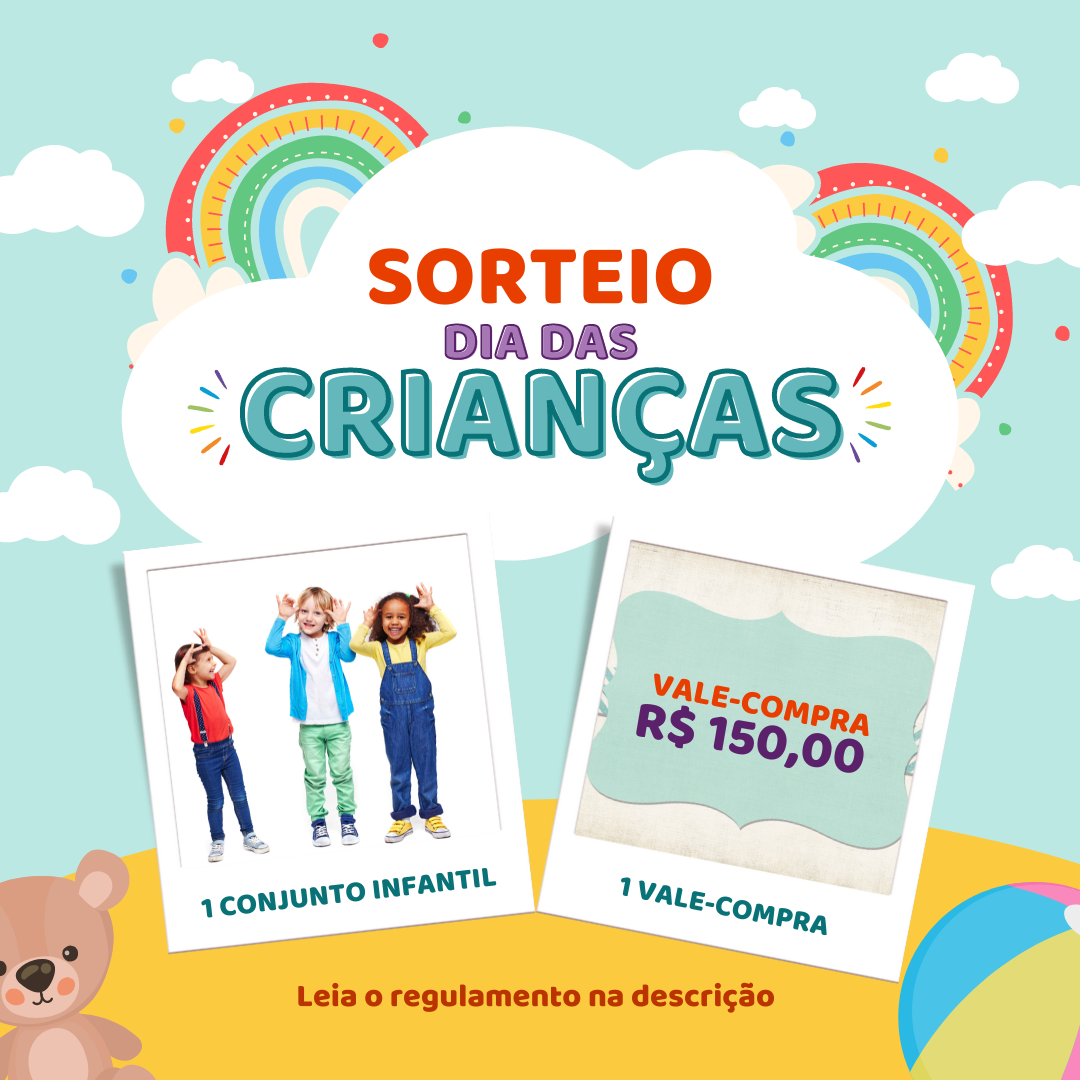 SORTEIO
DIA DAS
CRIANÇAS
VALE-COMPRA
R$ 150,00
1 CONJUNTO INFANTIL
1 VALE-COMPRA
Leia o regulamento na descrição